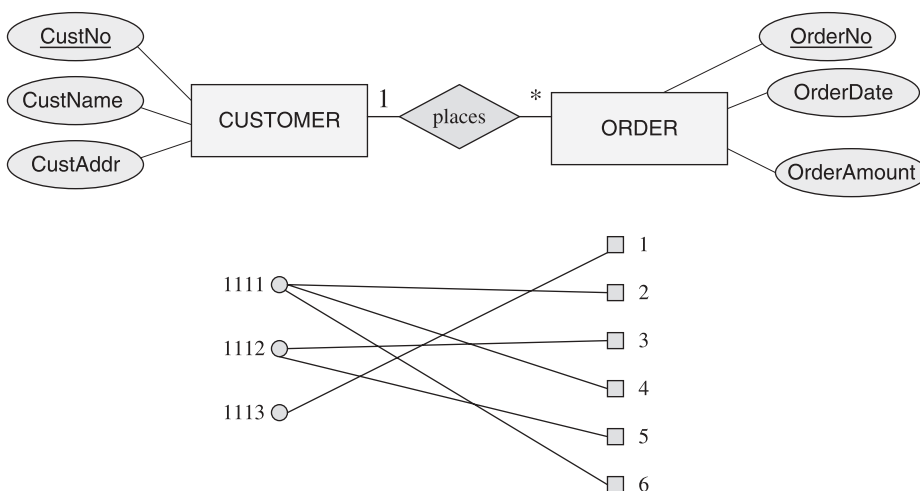 CustNo
CustName
CustAddr
CUSTOMER
1
places
*
ORDER
OrderNo
OrderDate
OrderAmount
1111
1112
1113
1
2
3
4
5
6